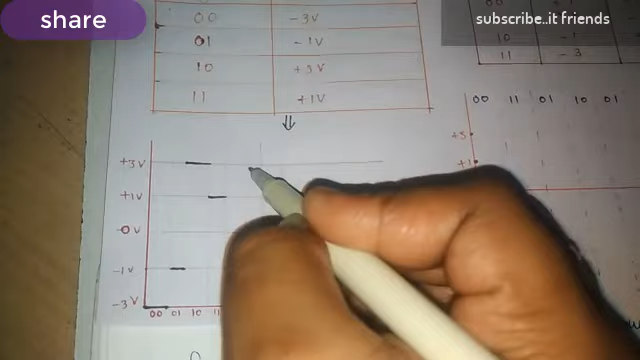 share
subscribe..it friends
00 -3V
01 -1V
10 +3V
11 +1V
10 -1
11 -3
00 11 01 10 01
+3
+1
+3V
+1V
-0V
-1V
-3V
00 01 10 11